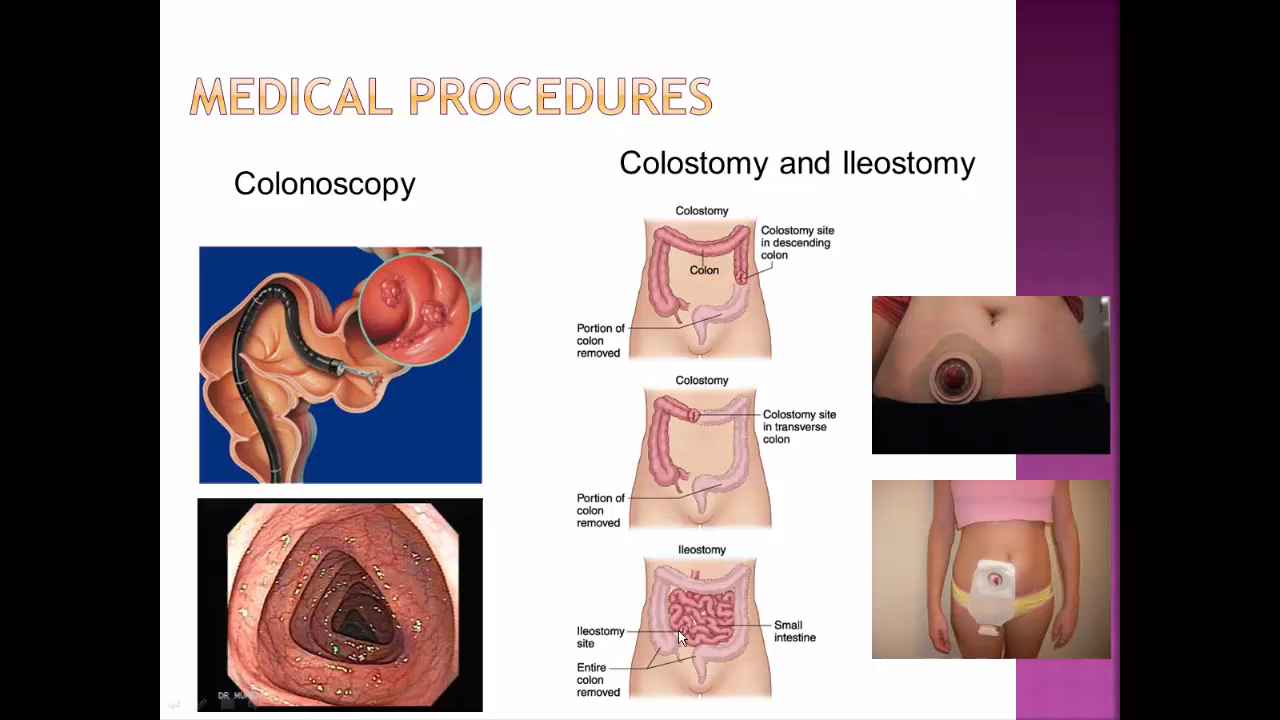 MEDICAL PROCEDURES
Colonoscopy
Colostomy and Ileostomy
Colostomy
Colostomy site
in descending
colon
Colon
Portion of
colon
removed
Colostomy
Colostomy site
in transverse
colon
Portion of
colon
removed
Ileostomy
Ileostomy
site
Small
intestine
Entire
colon
removed